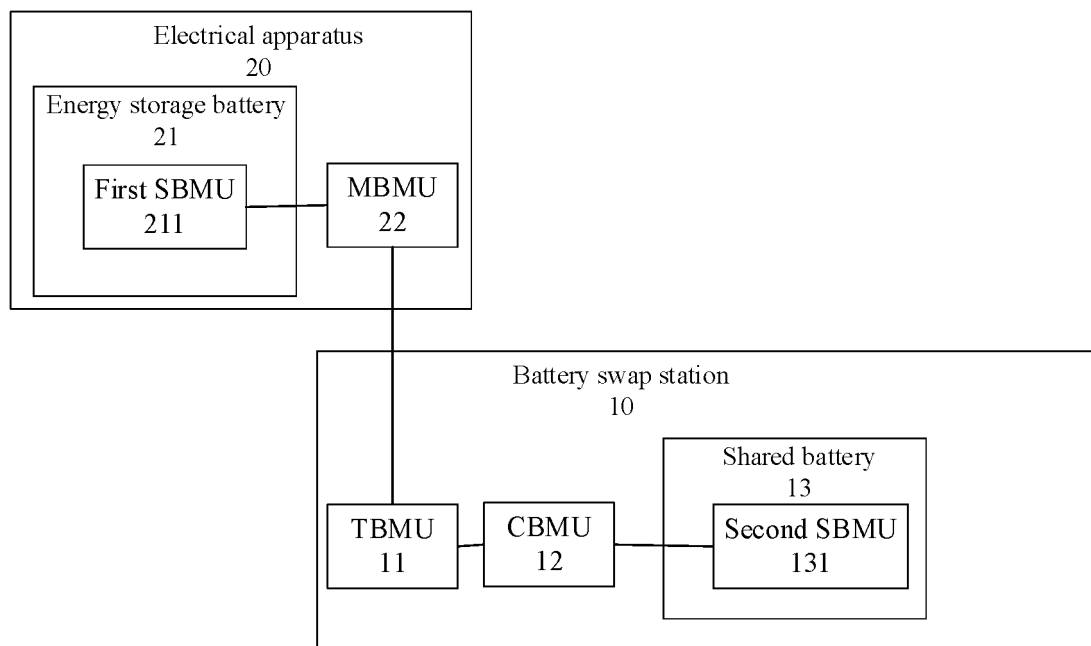 Electrical apparatus
20
Energy storage battery
21
First SBMU
211
MBMU
22
Battery swap station
10
Shared battery
13
TBMU
11
CBMU
12
Second SBMU
131